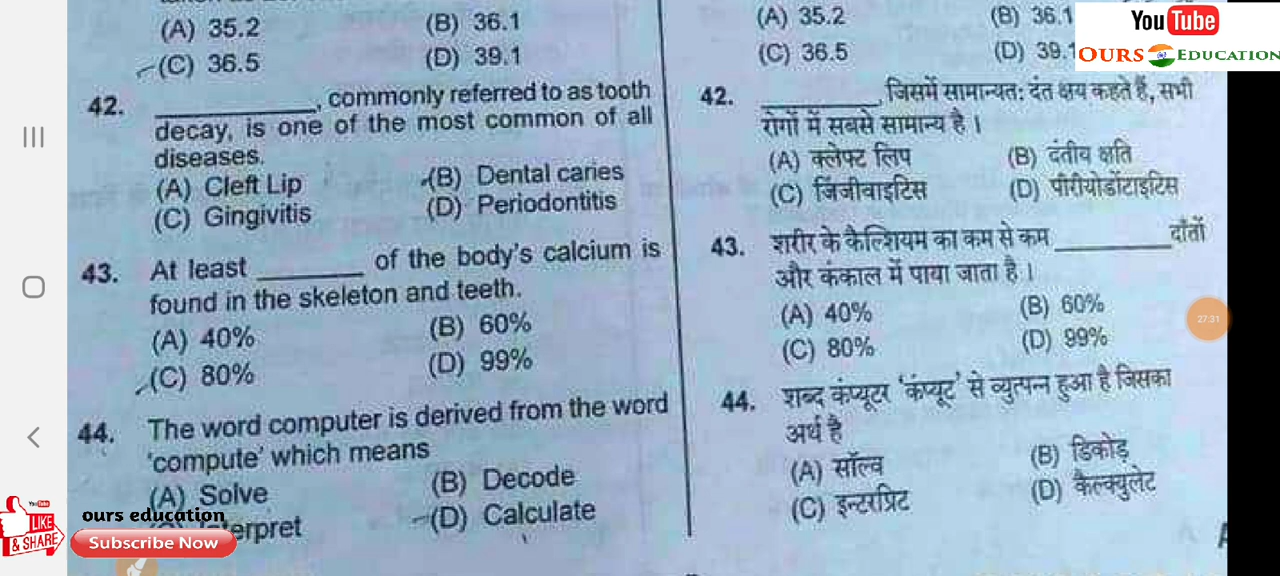 (A) 35.2 (B) 36.1
(C) 36.5 (D) 39.1
42. ________, commonly referred to as tooth
decay, is one of the most common of all
diseases.
(A) Cleft Lip (B) Dental caries
(C) Gingivitis (D) Periodontitis
43. At least ________ of the body's calcium is
found in the skeleton and teeth.
(A) 40% (B) 60%
(C) 80% (D) 99%
44. The word computer is derived from the word
'compute' which means
(A) Solve (B) Decode
(D) Calculate
(A) 35.2 (B) 36.1
(C) 36.5 (D) 39.1
42. ________, जिसमें सामान्यतः दंत क्षय कहते हैं, सभी
रोगों में सबसे सामान्य है।
(A) क्लेफ्ट लिप (B) दंतीय क्षति
(C) जिंजीवाइटिस (D) पीरीयोडोंटाइटिस
43. शरीर के कैल्शियम का कम से कम ________ दाँतों
और कंकाल में पाया जाता है।
(A) 40% (B) 60%
(C) 80% (D) 99%
44. शब्द कंप्यूटर 'कंप्यूट' से व्युत्पन्न हुआ है जिसका
अर्थ है
(A) सॉल्व (B) डिकोड़
(C) इन्टरप्रिट (D) कैल्क्युलेट
YouTube
OURS EDUCATION
27:31
YouTube
LIKE
& SHARE
ours education
Subscribe Now